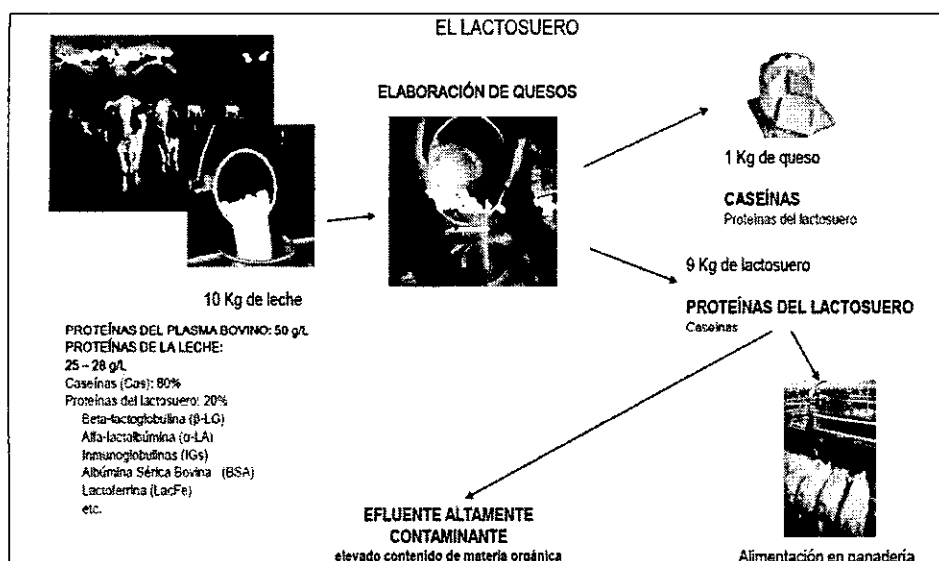 EL LACTOSUERO
ELABORACIÓN DE QUESOS
1 Kg de queso
CASEÍNAS
Proteínas del lactosuero
9 Kg de lactosuero
PROTEÍNAS DEL LACTOSUERO
Caseínas
10 Kg de leche
PROTEÍNAS DEL PLASMA BOVINO: 50 g/L
PROTEÍNAS DE LA LECHE:
25 – 28 g/L
Caseínas (Cas): 80%
Proteínas del lactosuero: 20%
Beta-lactoglobulina (β-LG)
Alfa-lactalbúmina (α-LA)
Inmunoglobulinas (IGs)
Albúmina Sérica Bovina (BSA)
Lactoferrina (LacFe)
etc.
EFLUENTE ALTAMENTE
CONTAMINANTE
elevado contenido de materia orgánica
Alimentación en ganadería